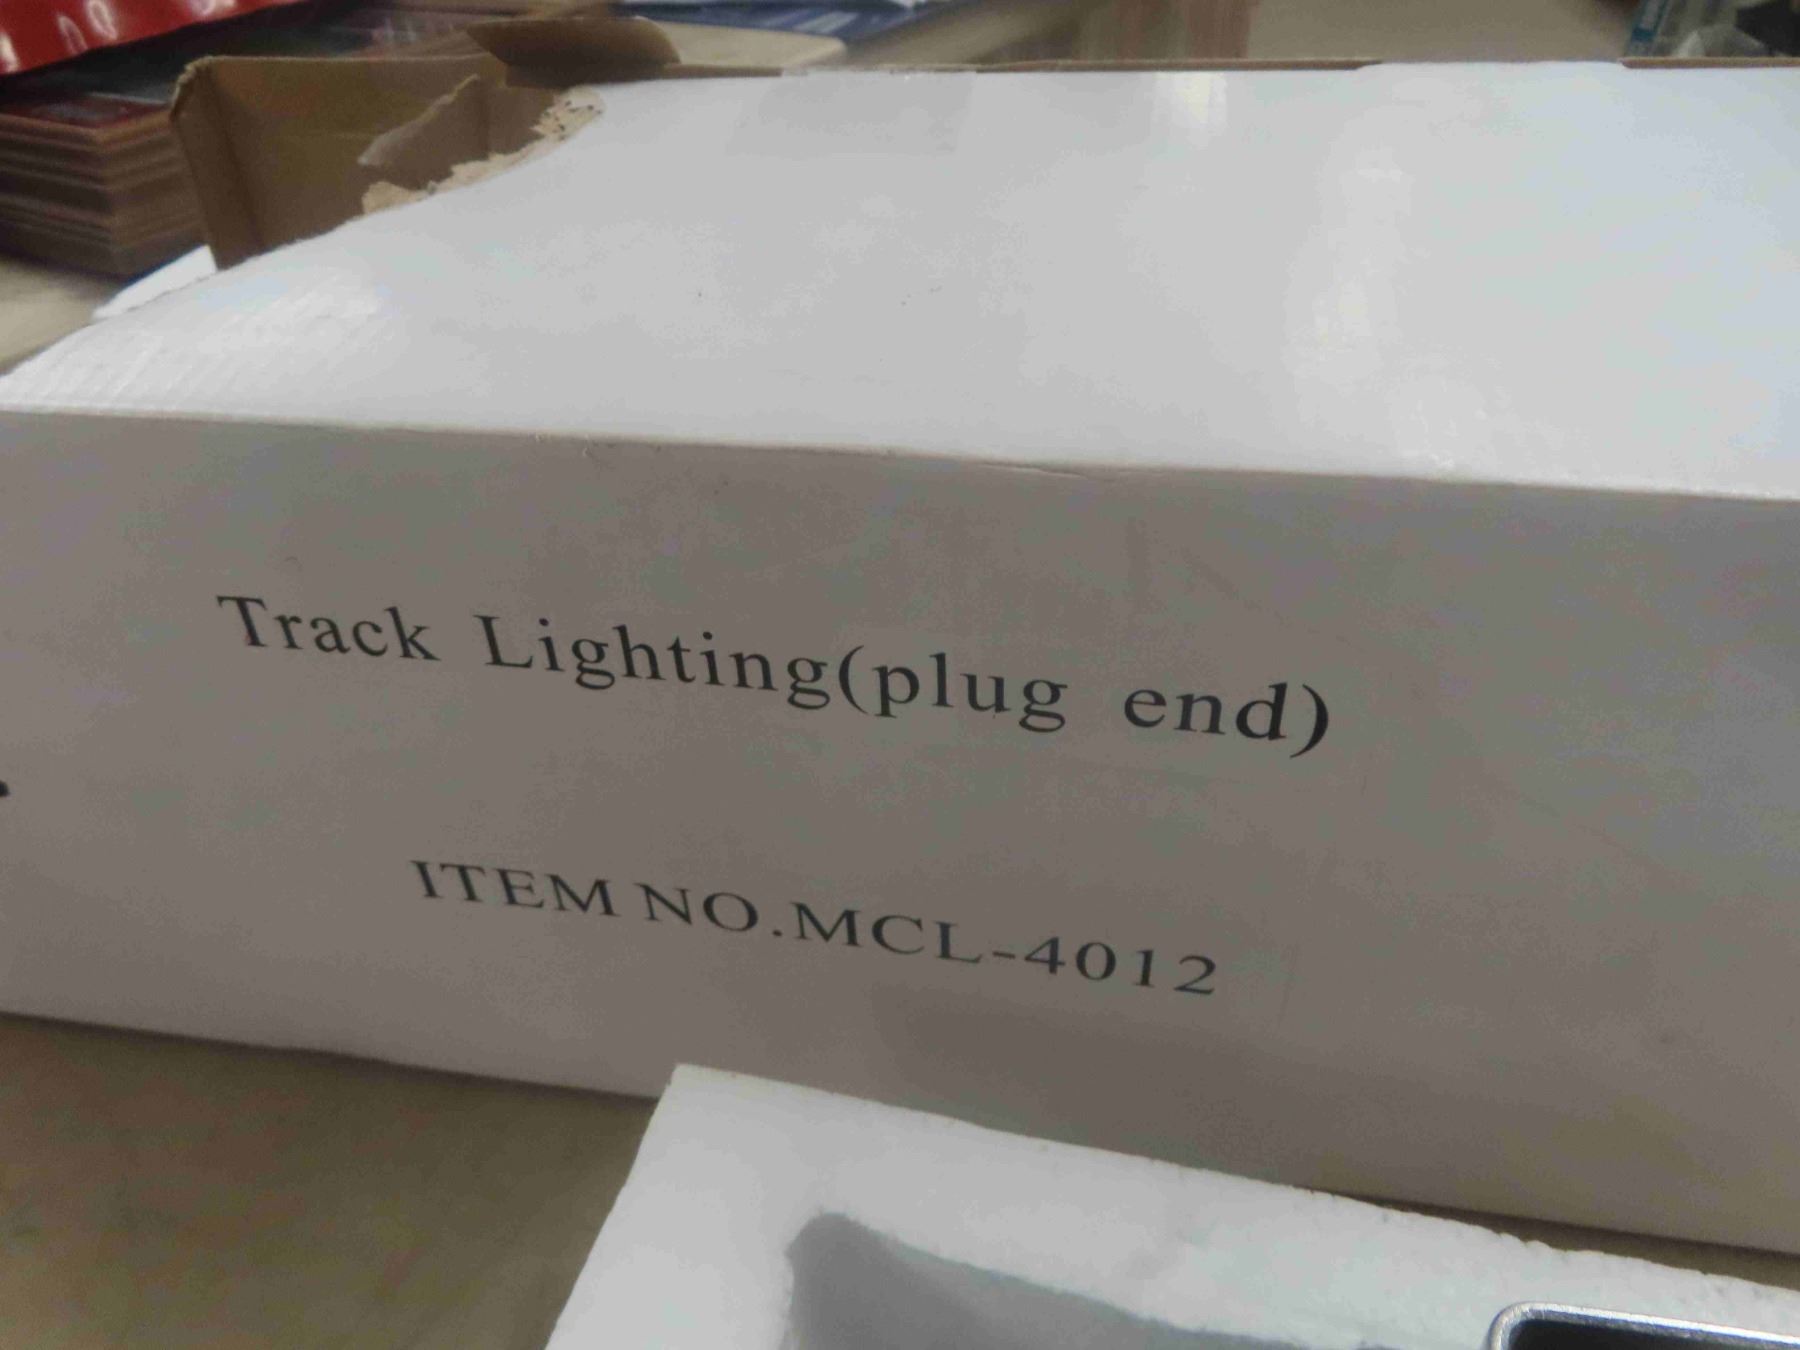 Track Lighting(plug end)
ITEM NO.MCL-4012